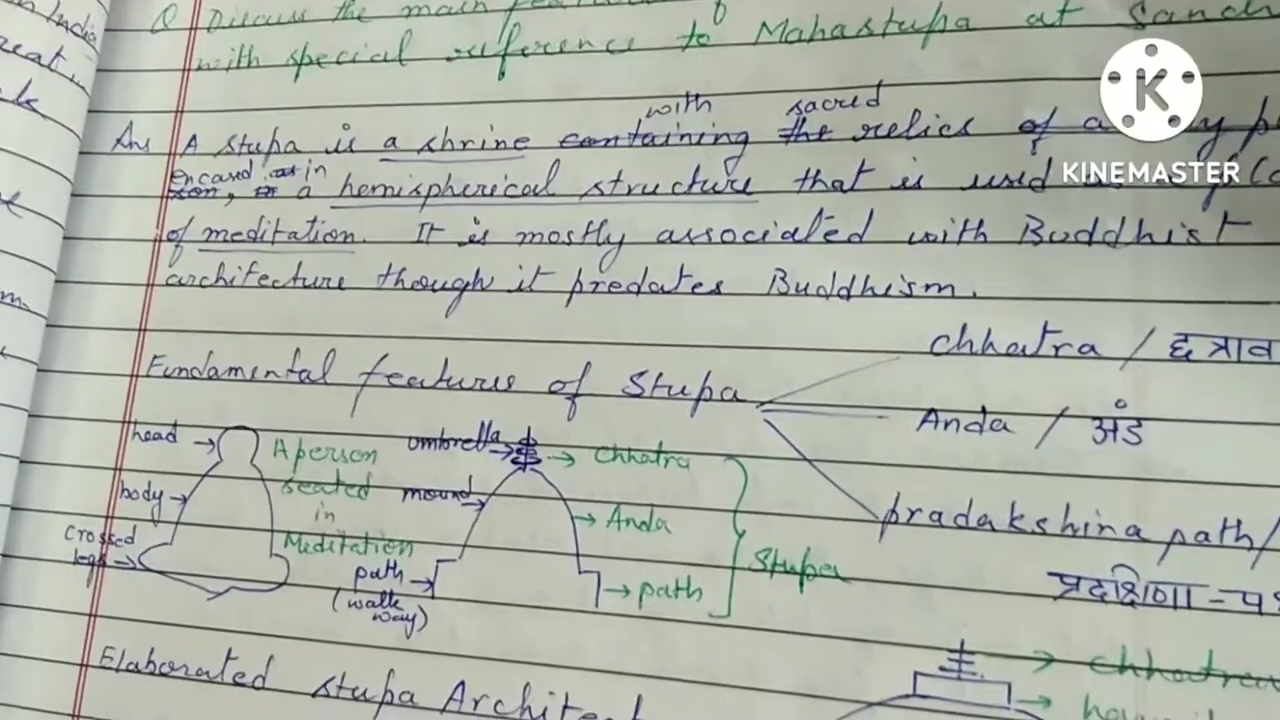 Q Discuss the main
with special reference to Mahastupa at Sanch
with sacred
Ans A stupa is a shrine containing the relics of a
encased in
a hemispherical structure that is used
of meditation. It is mostly associated with Buddhist
architecture though it predates Buddhism.
chhatra / छत्राव
Fundamental features of Stupa
Anda / अंड
pradakshina path/
प्रदक्षिणा-प
head
A person
seated
in
Meditation
body
crossed
legs
umbrella
Chhatra
mound
Anda
path
(walk
way)
path
Stupa
Elaborated stupa Architect
chhatra
K
KINEMASTER